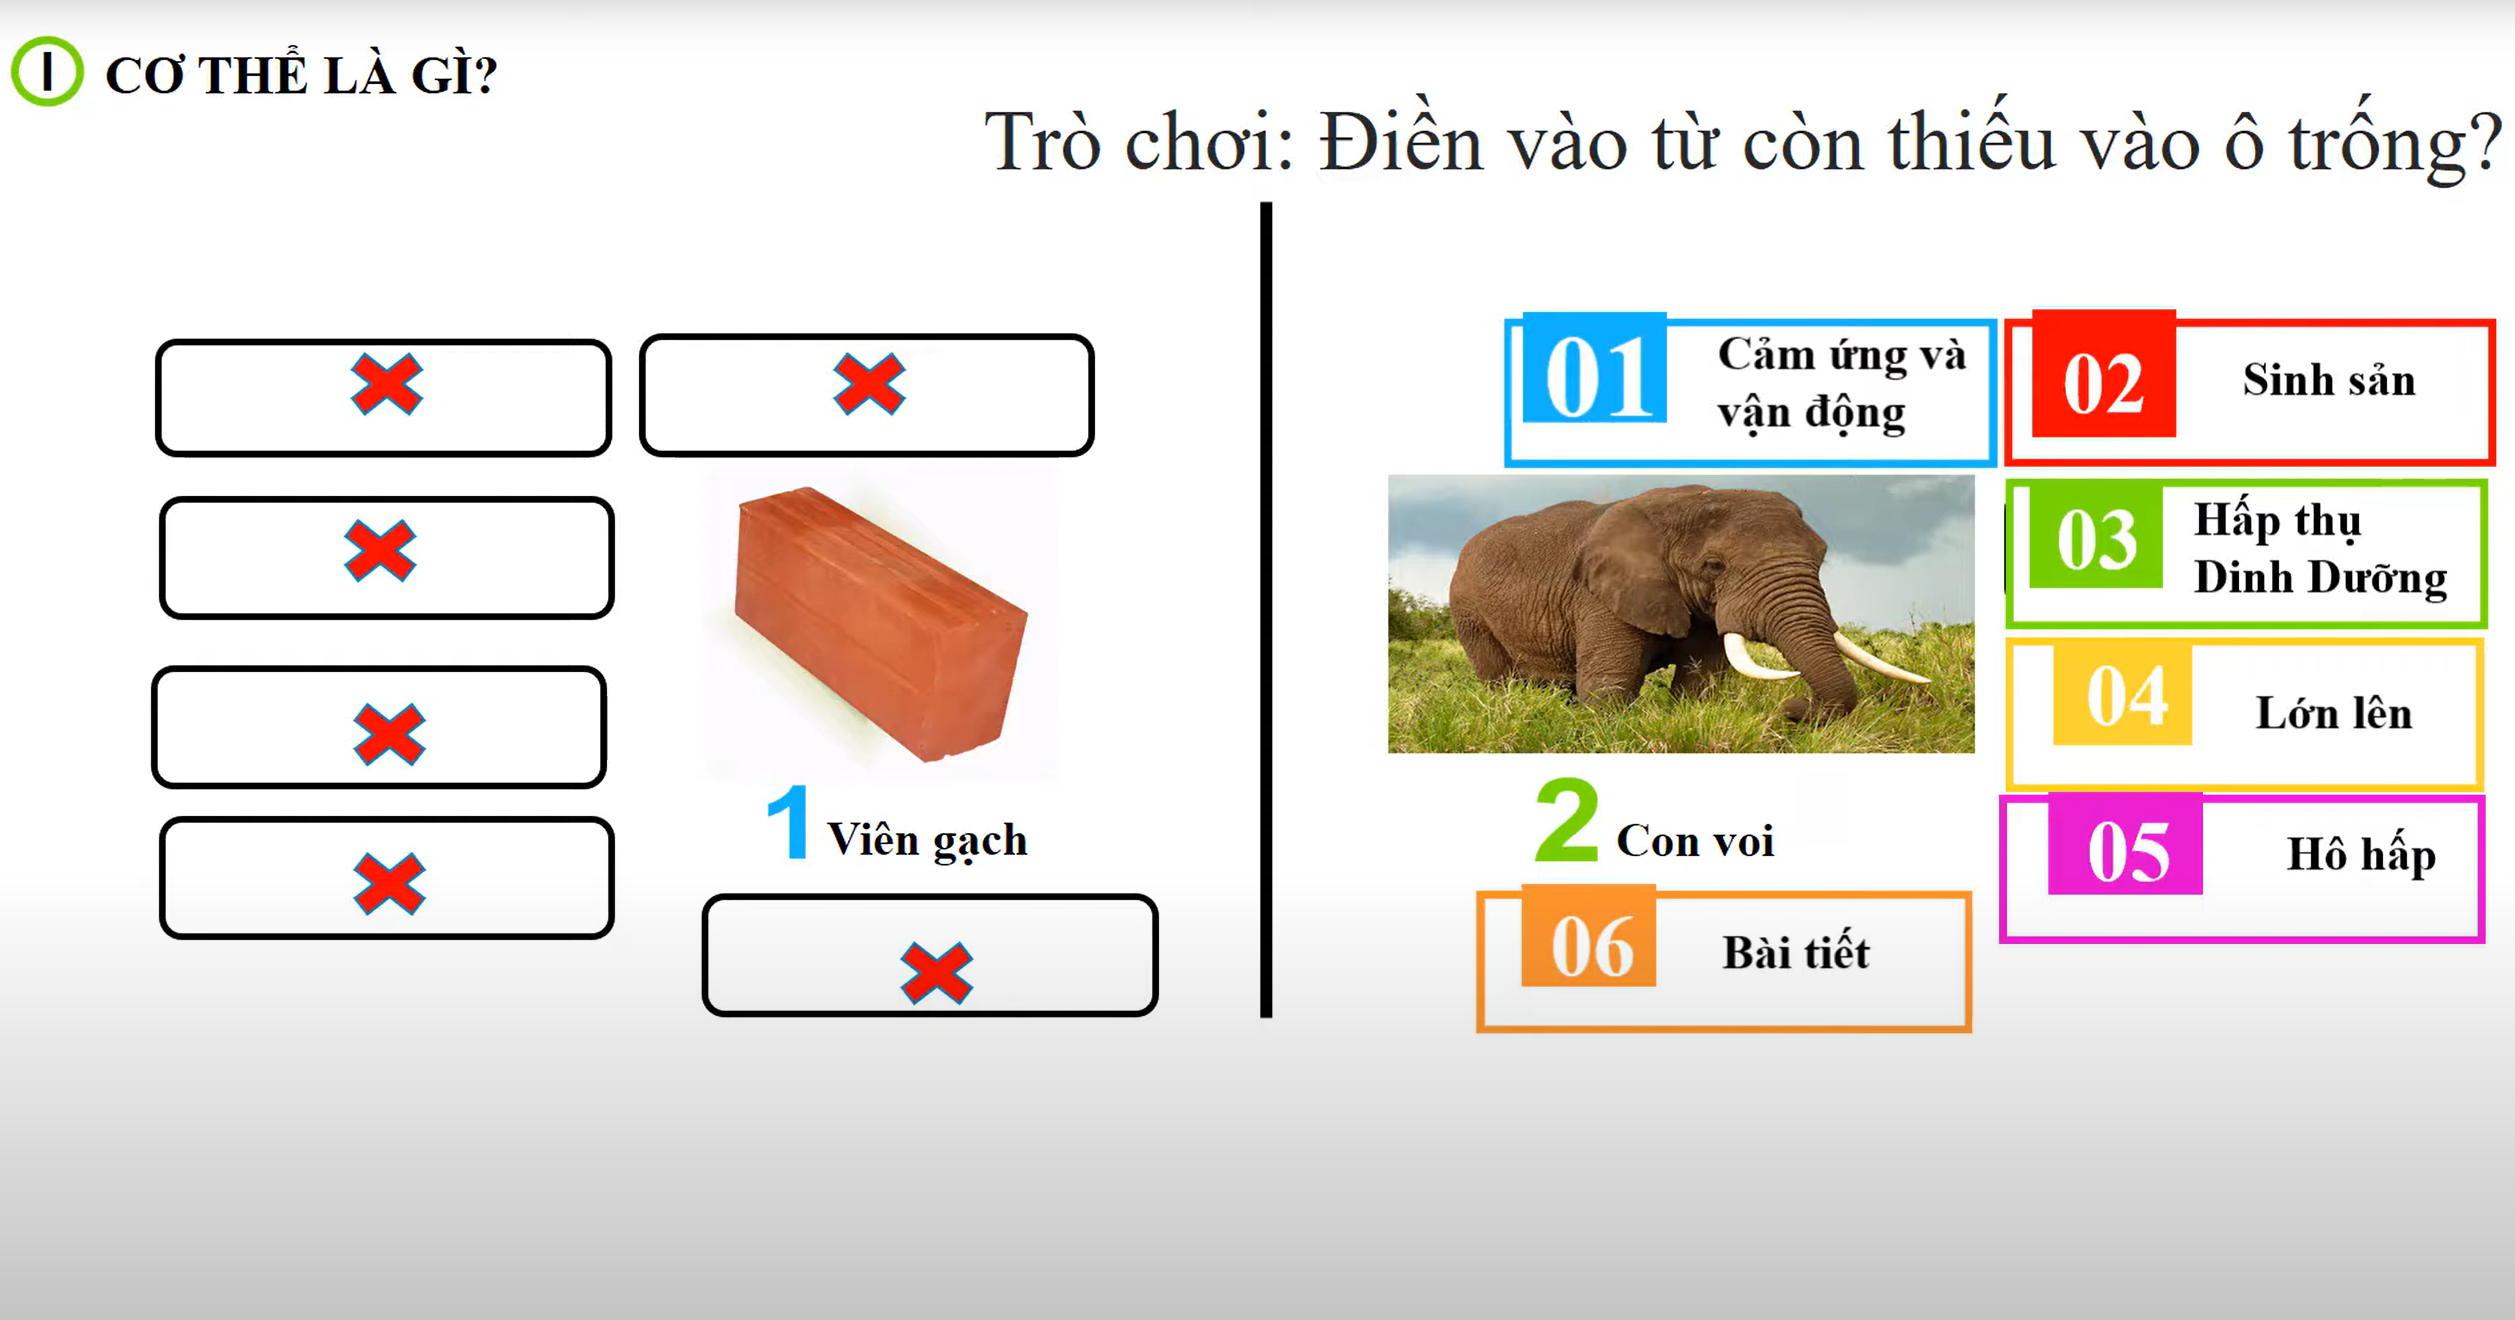 I CƠ THỂ LÀ GÌ?
Trò chơi: Điền vào từ còn thiếu vào ô trống?
1 Viên gạch
01 Cảm ứng và
vận động
02 Sinh sản
03 Hấp thụ
Dinh Dưỡng
04 Lớn lên
2 Con voi
05 Hô hấp
06 Bài tiết